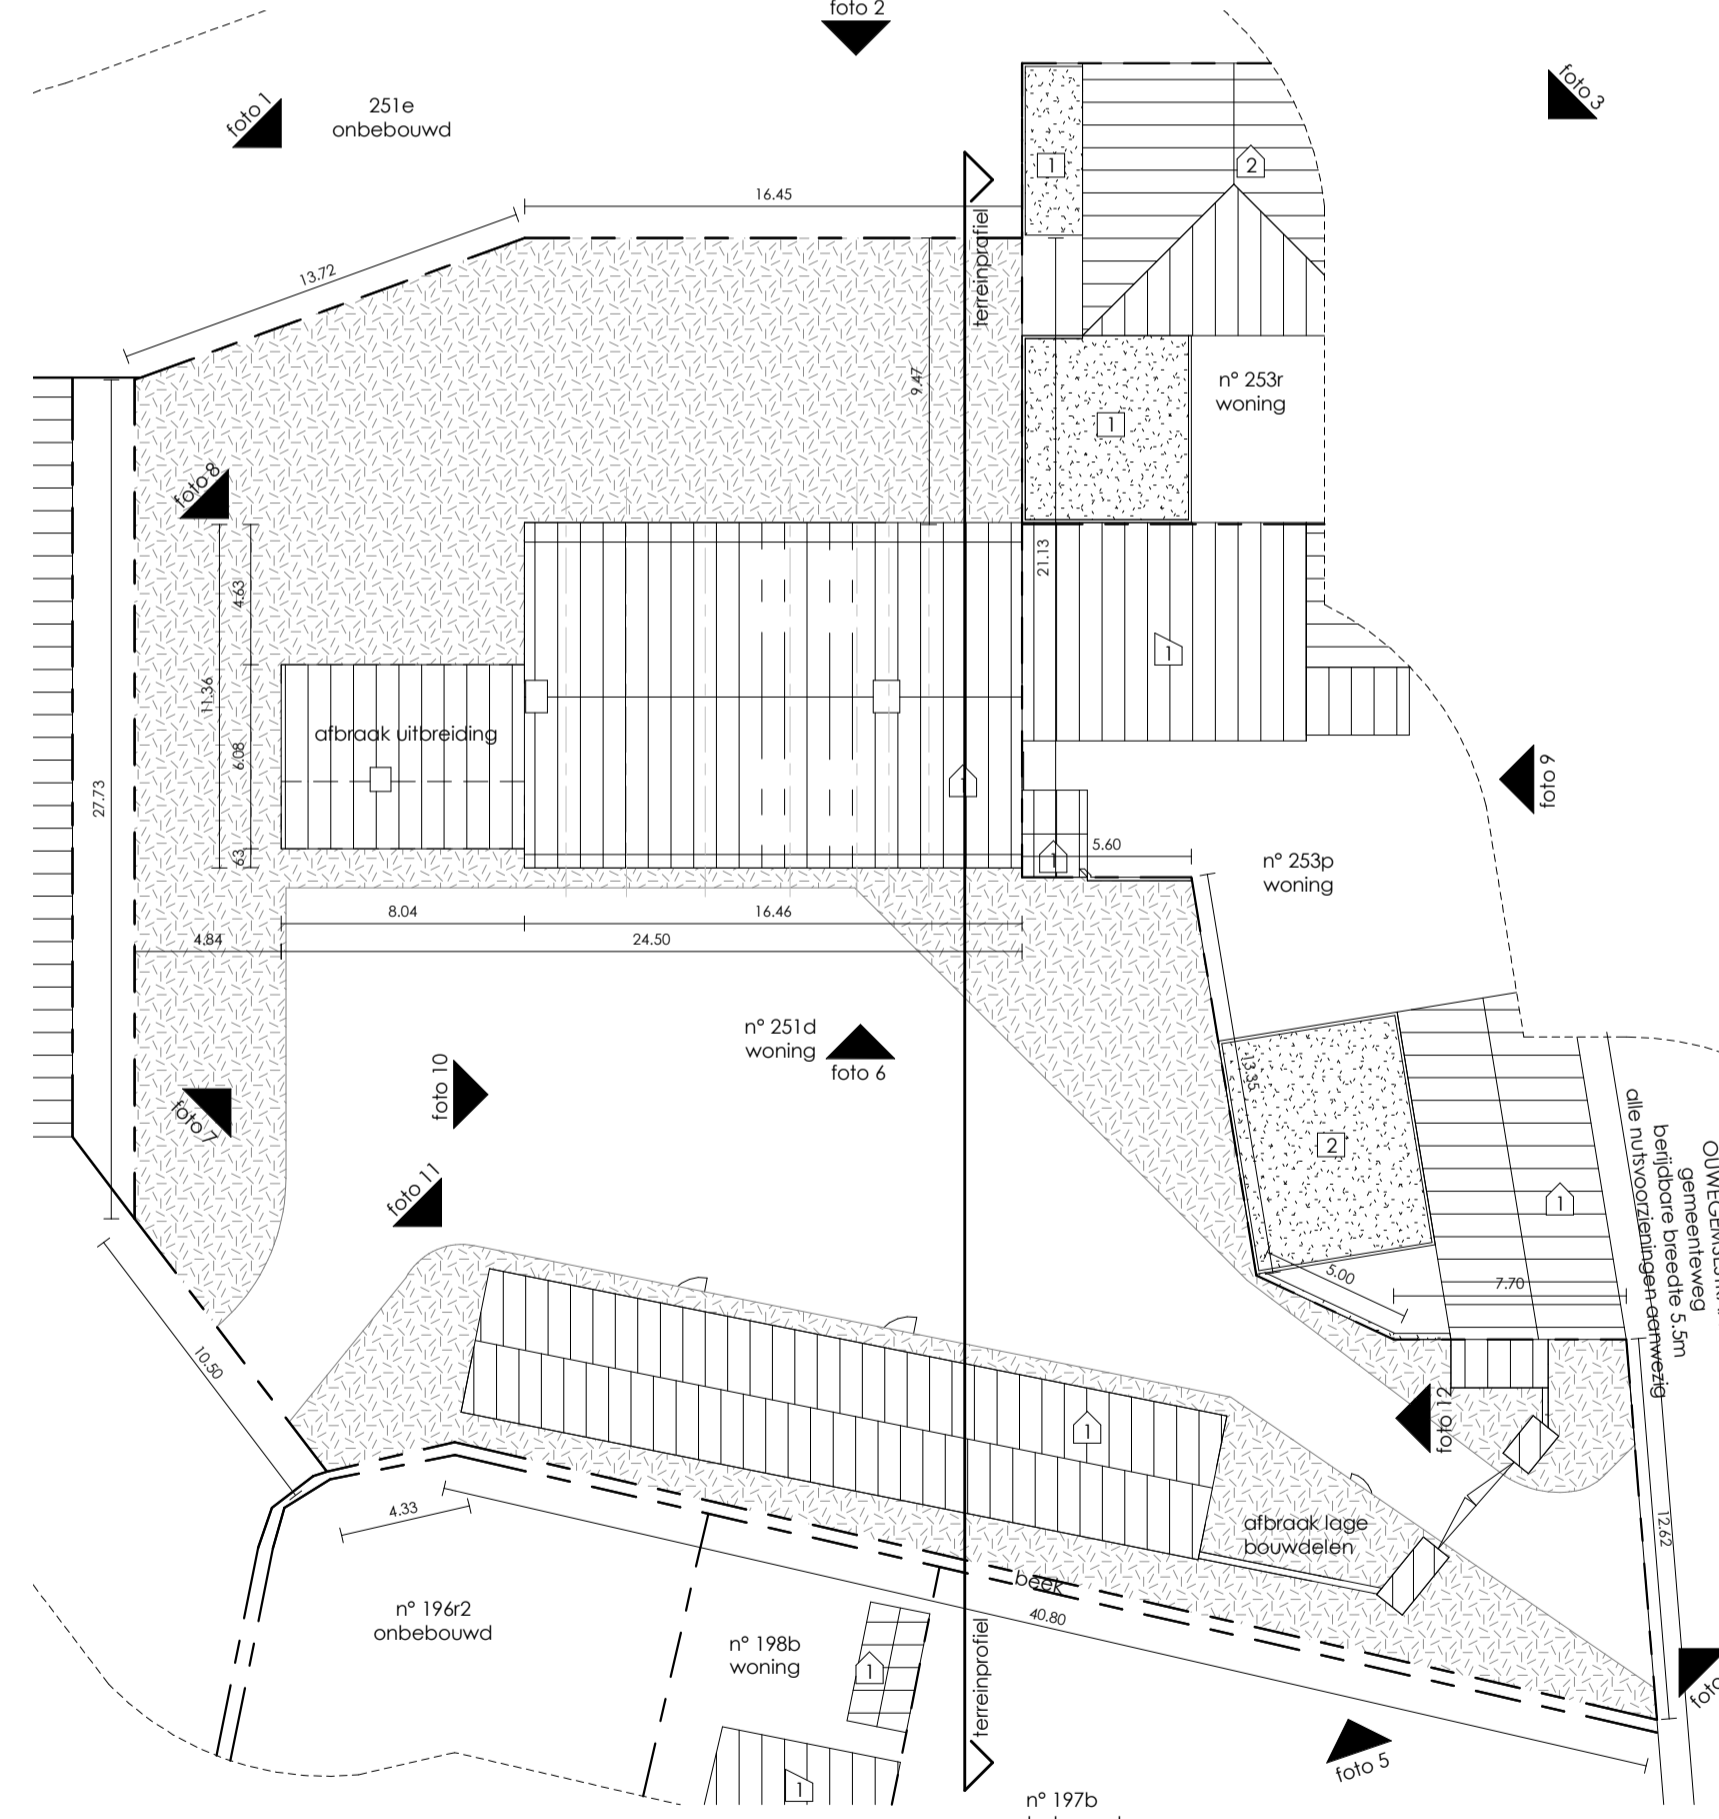 foto 2
foto 1
251e
onbebouwd
foto 3
1
2
16.45
terreinprofiel
13.72
9.47
n° 253r
woning
1
foto 8
21.13
4.63
1
11.36
afbraak uitbreiding
6.08
27.73
1
foto 9
63
1
5.60
n° 253p
woning
8.04
16.46
4.84
24.50
n° 251d
woning
foto 6
foto 10
foto 7
13.35
2
foto 11
1
gemeenteweg
berijdbare breedte 5.5m
alle nutsvoorzieningen aanwezig
5.00
7.70
10.50
1
foto 12
4.33
afbraak lage
bouwdelen
12.62
beek
40.80
n° 196r2
onbebouwd
n° 198b
woning
1
terreinprofiel
foto
foto 5
1
n° 197b